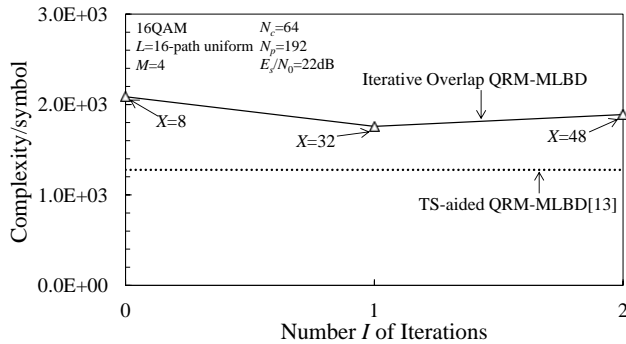 3.0E+03
16QAM N_c=64
L=16-path uniform N_p=192
M=4 E_s/N_0=22dB
Iterative Overlap QRM-MLBD
2.0E+03
X=8
X=32
X=48
1.0E+03
TS-aided QRM-MLBD[13]
0.0E+00
0 1 2
Complexity/symbol
Number I of Iterations